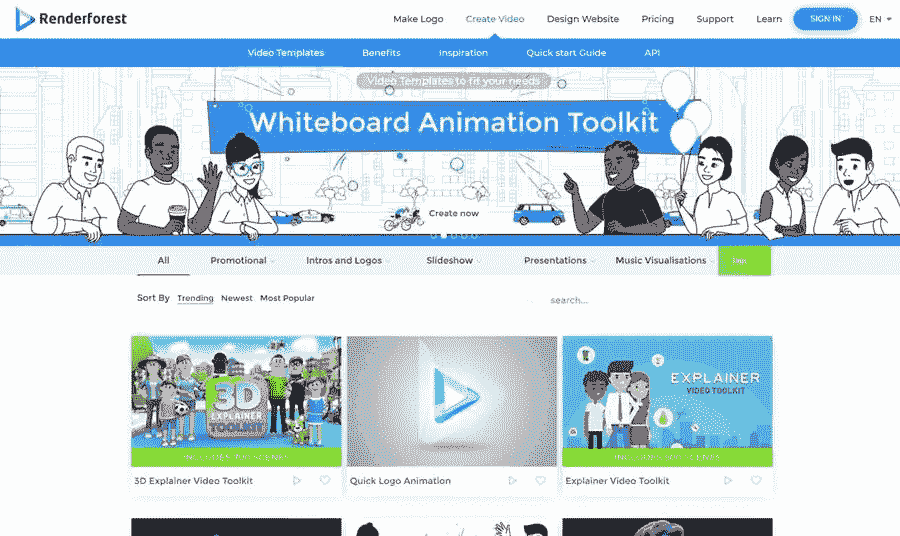 Renderforest
Make Logo Create Video Design Website Pricing Support Learn SIGN IN EN
Video Templates Benefits Inspiration Quick start Guide API
Video Templates to fit your needs
Whiteboard Animation Toolkit
Create now
All Promotional Intros and Logos Slideshow Presentations Music Visualisations
Sort By Trending Newest Most Popular search...
3D
EXPLAINER
TOOLKIT
EXPLAINER
VIDEO TOOLKIT
3D Explainer Video Toolkit Quick Logo Animation Explainer Video Toolkit